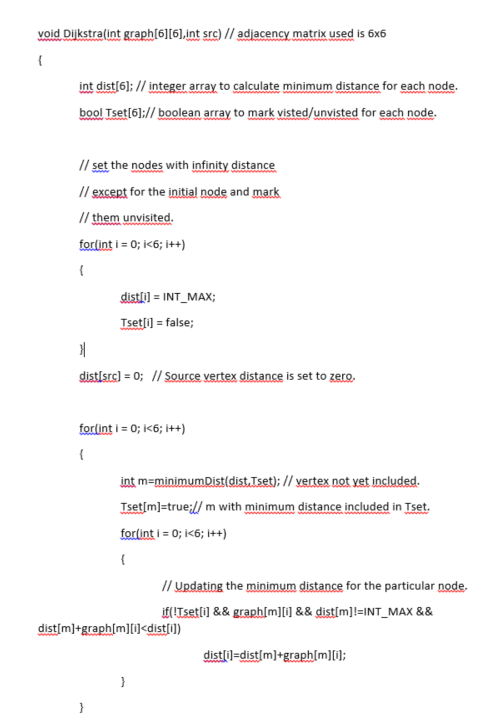 void Dijkstra(int graph[6][6],int src) // adjacency matrix used is 6x6
{
int dist[6]; // integer array to calculate minimum distance for each node.
bool Tset[6];// boolean array to mark visted/unvisted for each node.
// set the nodes with infinity distance
// except for the initial node and mark
// them unvisited.
for(int i = 0; i<6; i++)
{
dist[i] = INT_MAX;
Tset[i] = false;
}
dist[src] = 0; // Source vertex distance is set to zero.
for(int i = 0; i<6; i++)
{
int m=minimumDist(dist,Tset); // vertex not yet included.
Tset[m]=true;// m with minimum distance included in Tset.
for(int i = 0; i<6; i++)
{
// Updating the minimum distance for the particular node.
if(!Tset[i] && graph[m][i] && dist[m]!=INT_MAX &&
dist[m]+graph[m][i]<dist[i])
dist[i]=dist[m]+graph[m][i];
}
}